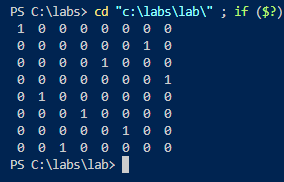 PS C:\labs> cd "c:\labs\lab\" ; if ($?)
1 0 0 0 0 0 0 0
0 0 0 0 0 0 1 0
0 0 0 0 1 0 0 0
0 0 0 0 0 0 0 1
0 1 0 0 0 0 0 0
0 0 0 1 0 0 0 0
0 0 0 0 0 1 0 0
0 0 1 0 0 0 0 0
PS C:\labs\lab>